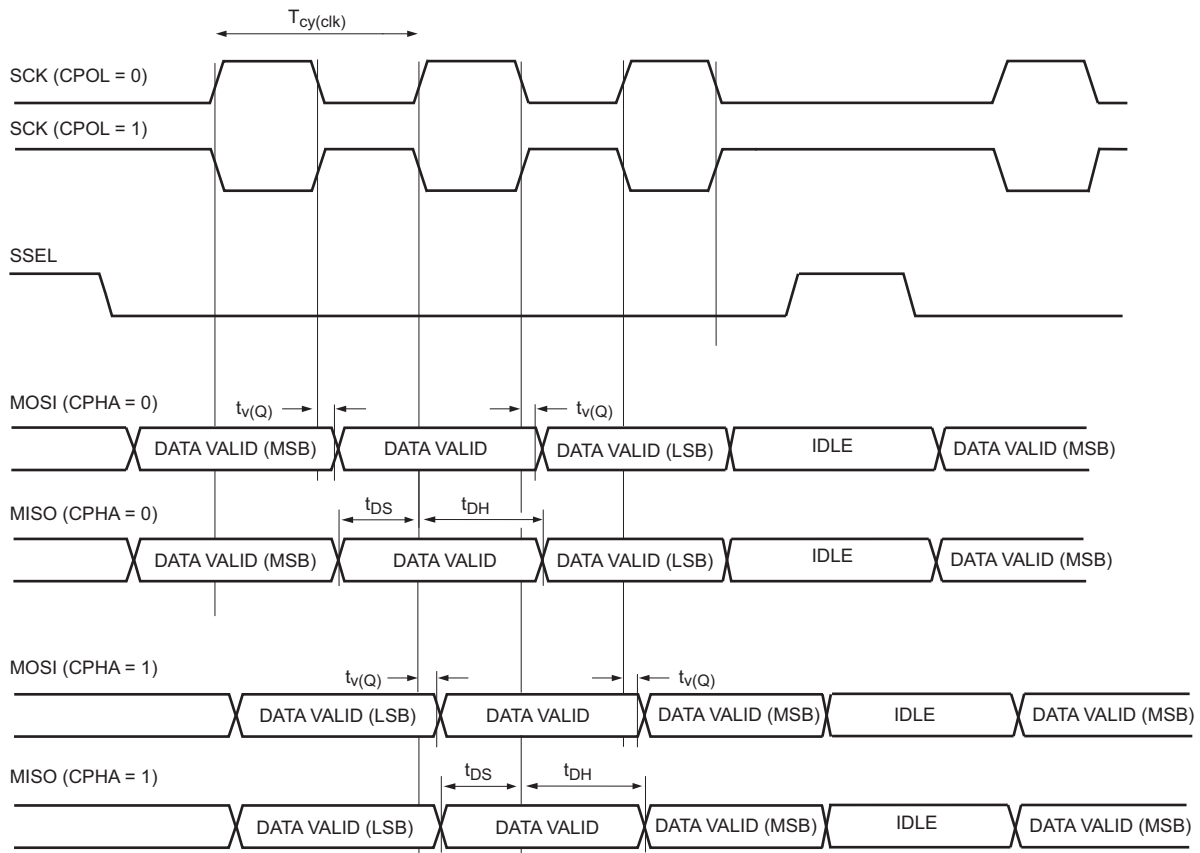 Tcy(clk)
SCK (CPOL = 0)
SCK (CPOL = 1)
SSEL
MOSI (CPHA = 0)
tv(Q) tv(Q)
DATA VALID (MSB) DATA VALID DATA VALID (LSB) IDLE DATA VALID (MSB)
MISO (CPHA = 0)
tDS tDH
DATA VALID (MSB) DATA VALID DATA VALID (LSB) IDLE DATA VALID (MSB)
MOSI (CPHA = 1)
tv(Q) tv(Q)
DATA VALID (LSB) DATA VALID DATA VALID (MSB) IDLE DATA VALID (MSB)
MISO (CPHA = 1)
tDS tDH
DATA VALID (LSB) DATA VALID DATA VALID (MSB) IDLE DATA VALID (MSB)